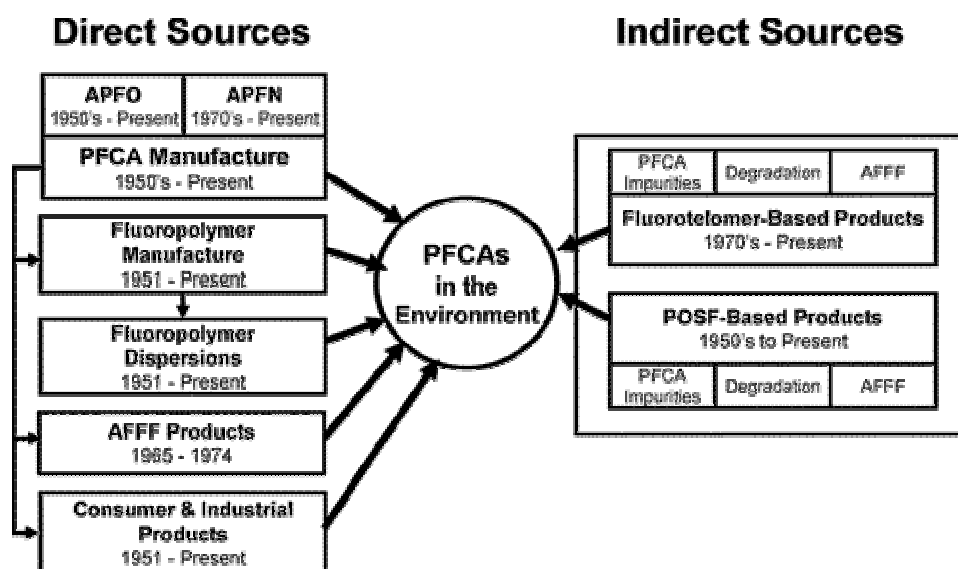 Direct Sources
APFO
1950's - Present
APFN
1970's - Present
PFCA Manufacture
1950's - Present
Fluoropolymer
Manufacture
1951 - Present
Fluoropolymer
Dispersions
1951 - Present
AFFF Products
1965 - 1974
Consumer & Industrial
Products
1951 - Present
PFCAs
in the
Environment
Indirect Sources
PFCA
Impurities
Degradation
AFFF
Fluorotelomer-Based Products
1970's - Present
POSF-Based Products
1950's to Present
PFCA
Impurities
Degradation
AFFF